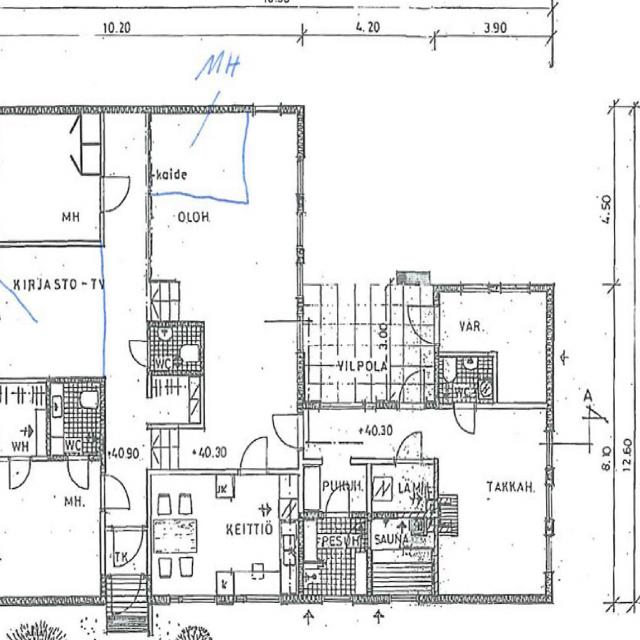 10.20 4.20 3.90
MH
kaide
MH
OLOH.
4.50
KIRJASTO-TV
3.00
VAR.
WC
VILPOLA
WC
A
WH
WC
+40.90
+40.30
+40.30
8.10
12.60
MH.
JK
PUKUH.
LÄMM.
TAKKAH.
KEITTIÖ
PESUH.
SAUNA
TK